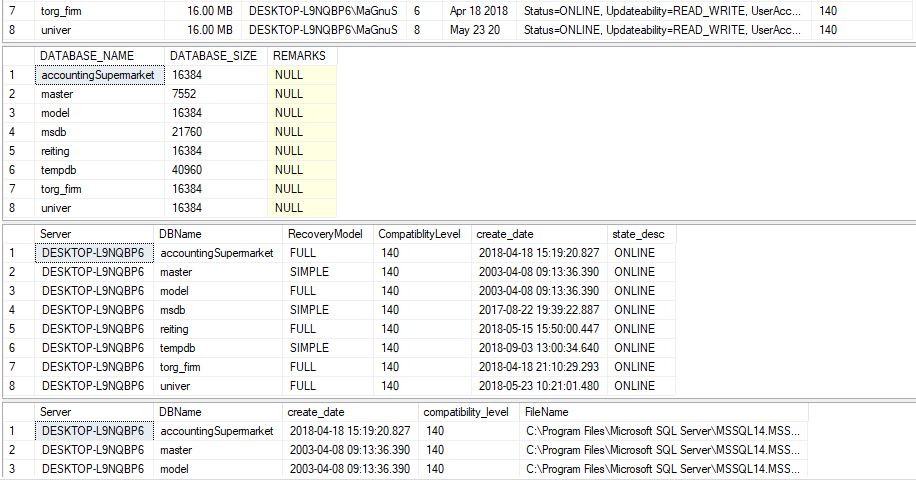 7 torg_firm 16.00 MB DESKTOP-L9NQBP6\MaGnuS 6 Apr 18 2018 Status=ONLINE, Updateability=READ_WRITE, UserAcc... 140
8 univer 16.00 MB DESKTOP-L9NQBP6\MaGnuS 8 May 23 20 Status=ONLINE, Updateability=READ_WRITE, UserAcc... 140
DATABASE_NAME DATABASE_SIZE REMARKS
1 accountingSupermarket 16384 NULL
2 master 7552 NULL
3 model 16384 NULL
4 msdb 21760 NULL
5 reiting 16384 NULL
6 tempdb 40960 NULL
7 torg_firm 16384 NULL
8 univer 16384 NULL
Server DBName RecoveryModel CompatiblityLevel create_date state_desc
1 DESKTOP-L9NQBP6 accountingSupermarket FULL 140 2018-04-18 15:19:20.827 ONLINE
2 DESKTOP-L9NQBP6 master SIMPLE 140 2003-04-08 09:13:36.390 ONLINE
3 DESKTOP-L9NQBP6 model FULL 140 2003-04-08 09:13:36.390 ONLINE
4 DESKTOP-L9NQBP6 msdb SIMPLE 140 2017-08-22 19:39:22.887 ONLINE
5 DESKTOP-L9NQBP6 reiting FULL 140 2018-05-15 15:50:00.447 ONLINE
6 DESKTOP-L9NQBP6 tempdb SIMPLE 140 2018-09-03 13:00:34.640 ONLINE
7 DESKTOP-L9NQBP6 torg_firm FULL 140 2018-04-18 21:10:29.293 ONLINE
8 DESKTOP-L9NQBP6 univer FULL 140 2018-05-23 10:21:01.480 ONLINE
Server DBName create_date compatibility_level FileName
1 DESKTOP-L9NQBP6 accountingSupermarket 2018-04-18 15:19:20.827 140 C:\Program Files\Microsoft SQL Server\MSSQL14.MSS...
2 DESKTOP-L9NQBP6 master 2003-04-08 09:13:36.390 140 C:\Program Files\Microsoft SQL Server\MSSQL14.MSS...
3 DESKTOP-L9NQBP6 model 2003-04-08 09:13:36.390 140 C:\Program Files\Microsoft SQL Server\MSSQL14.MSS...